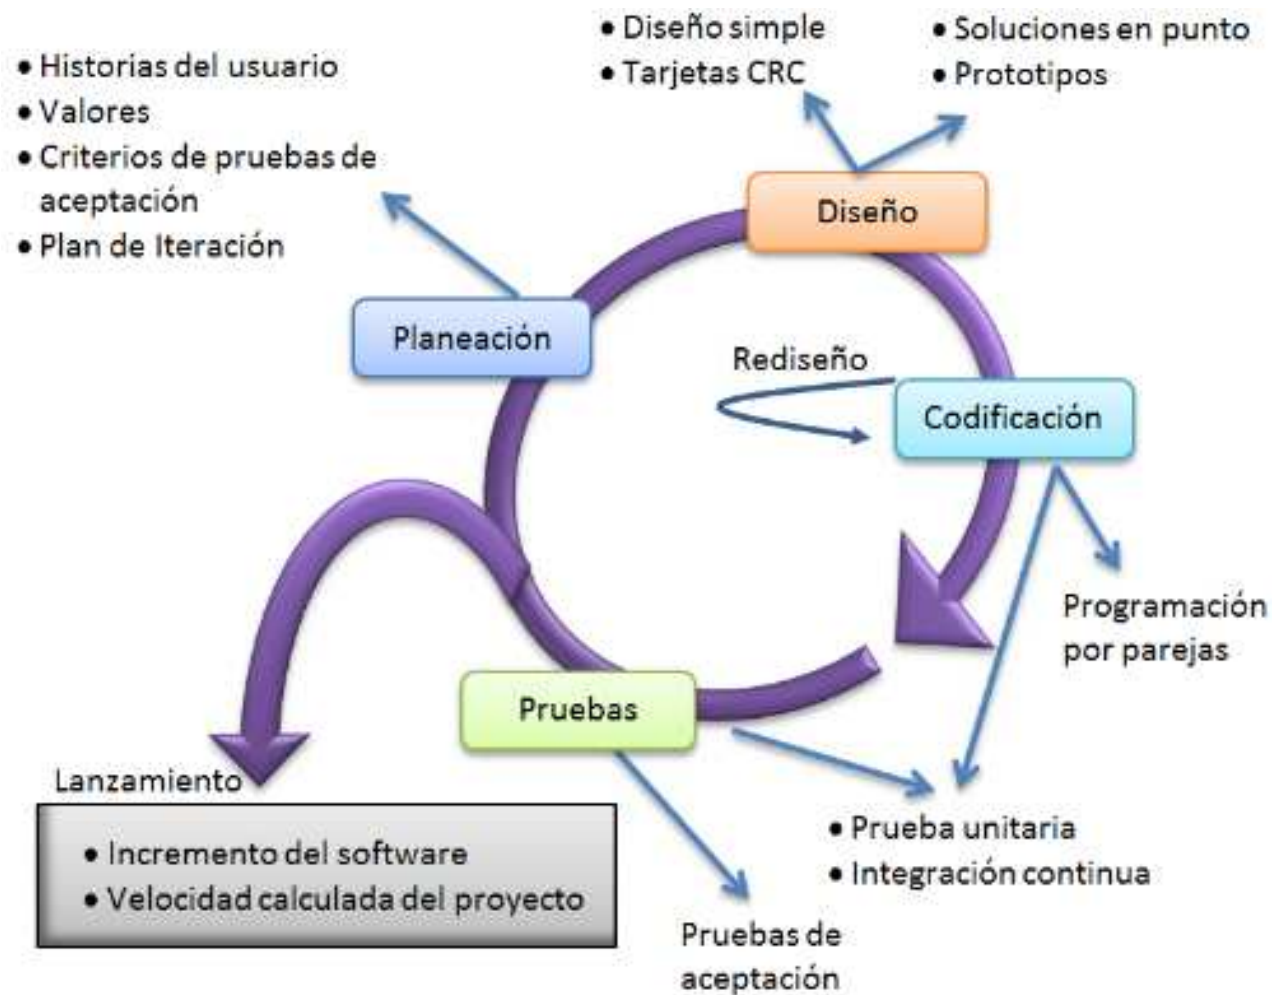 • Diseño simple
• Tarjetas CRC
• Soluciones en punto
• Prototipos
• Historias del usuario
• Valores
• Criterios de pruebas de
aceptación
• Plan de Iteración
Diseño
Planeación
Rediseño
Codificación
Programación
por parejas
Pruebas
Lanzamiento
• Incremento del software
• Velocidad calculada del proyecto
• Prueba unitaria
• Integración continua
Pruebas de
aceptación